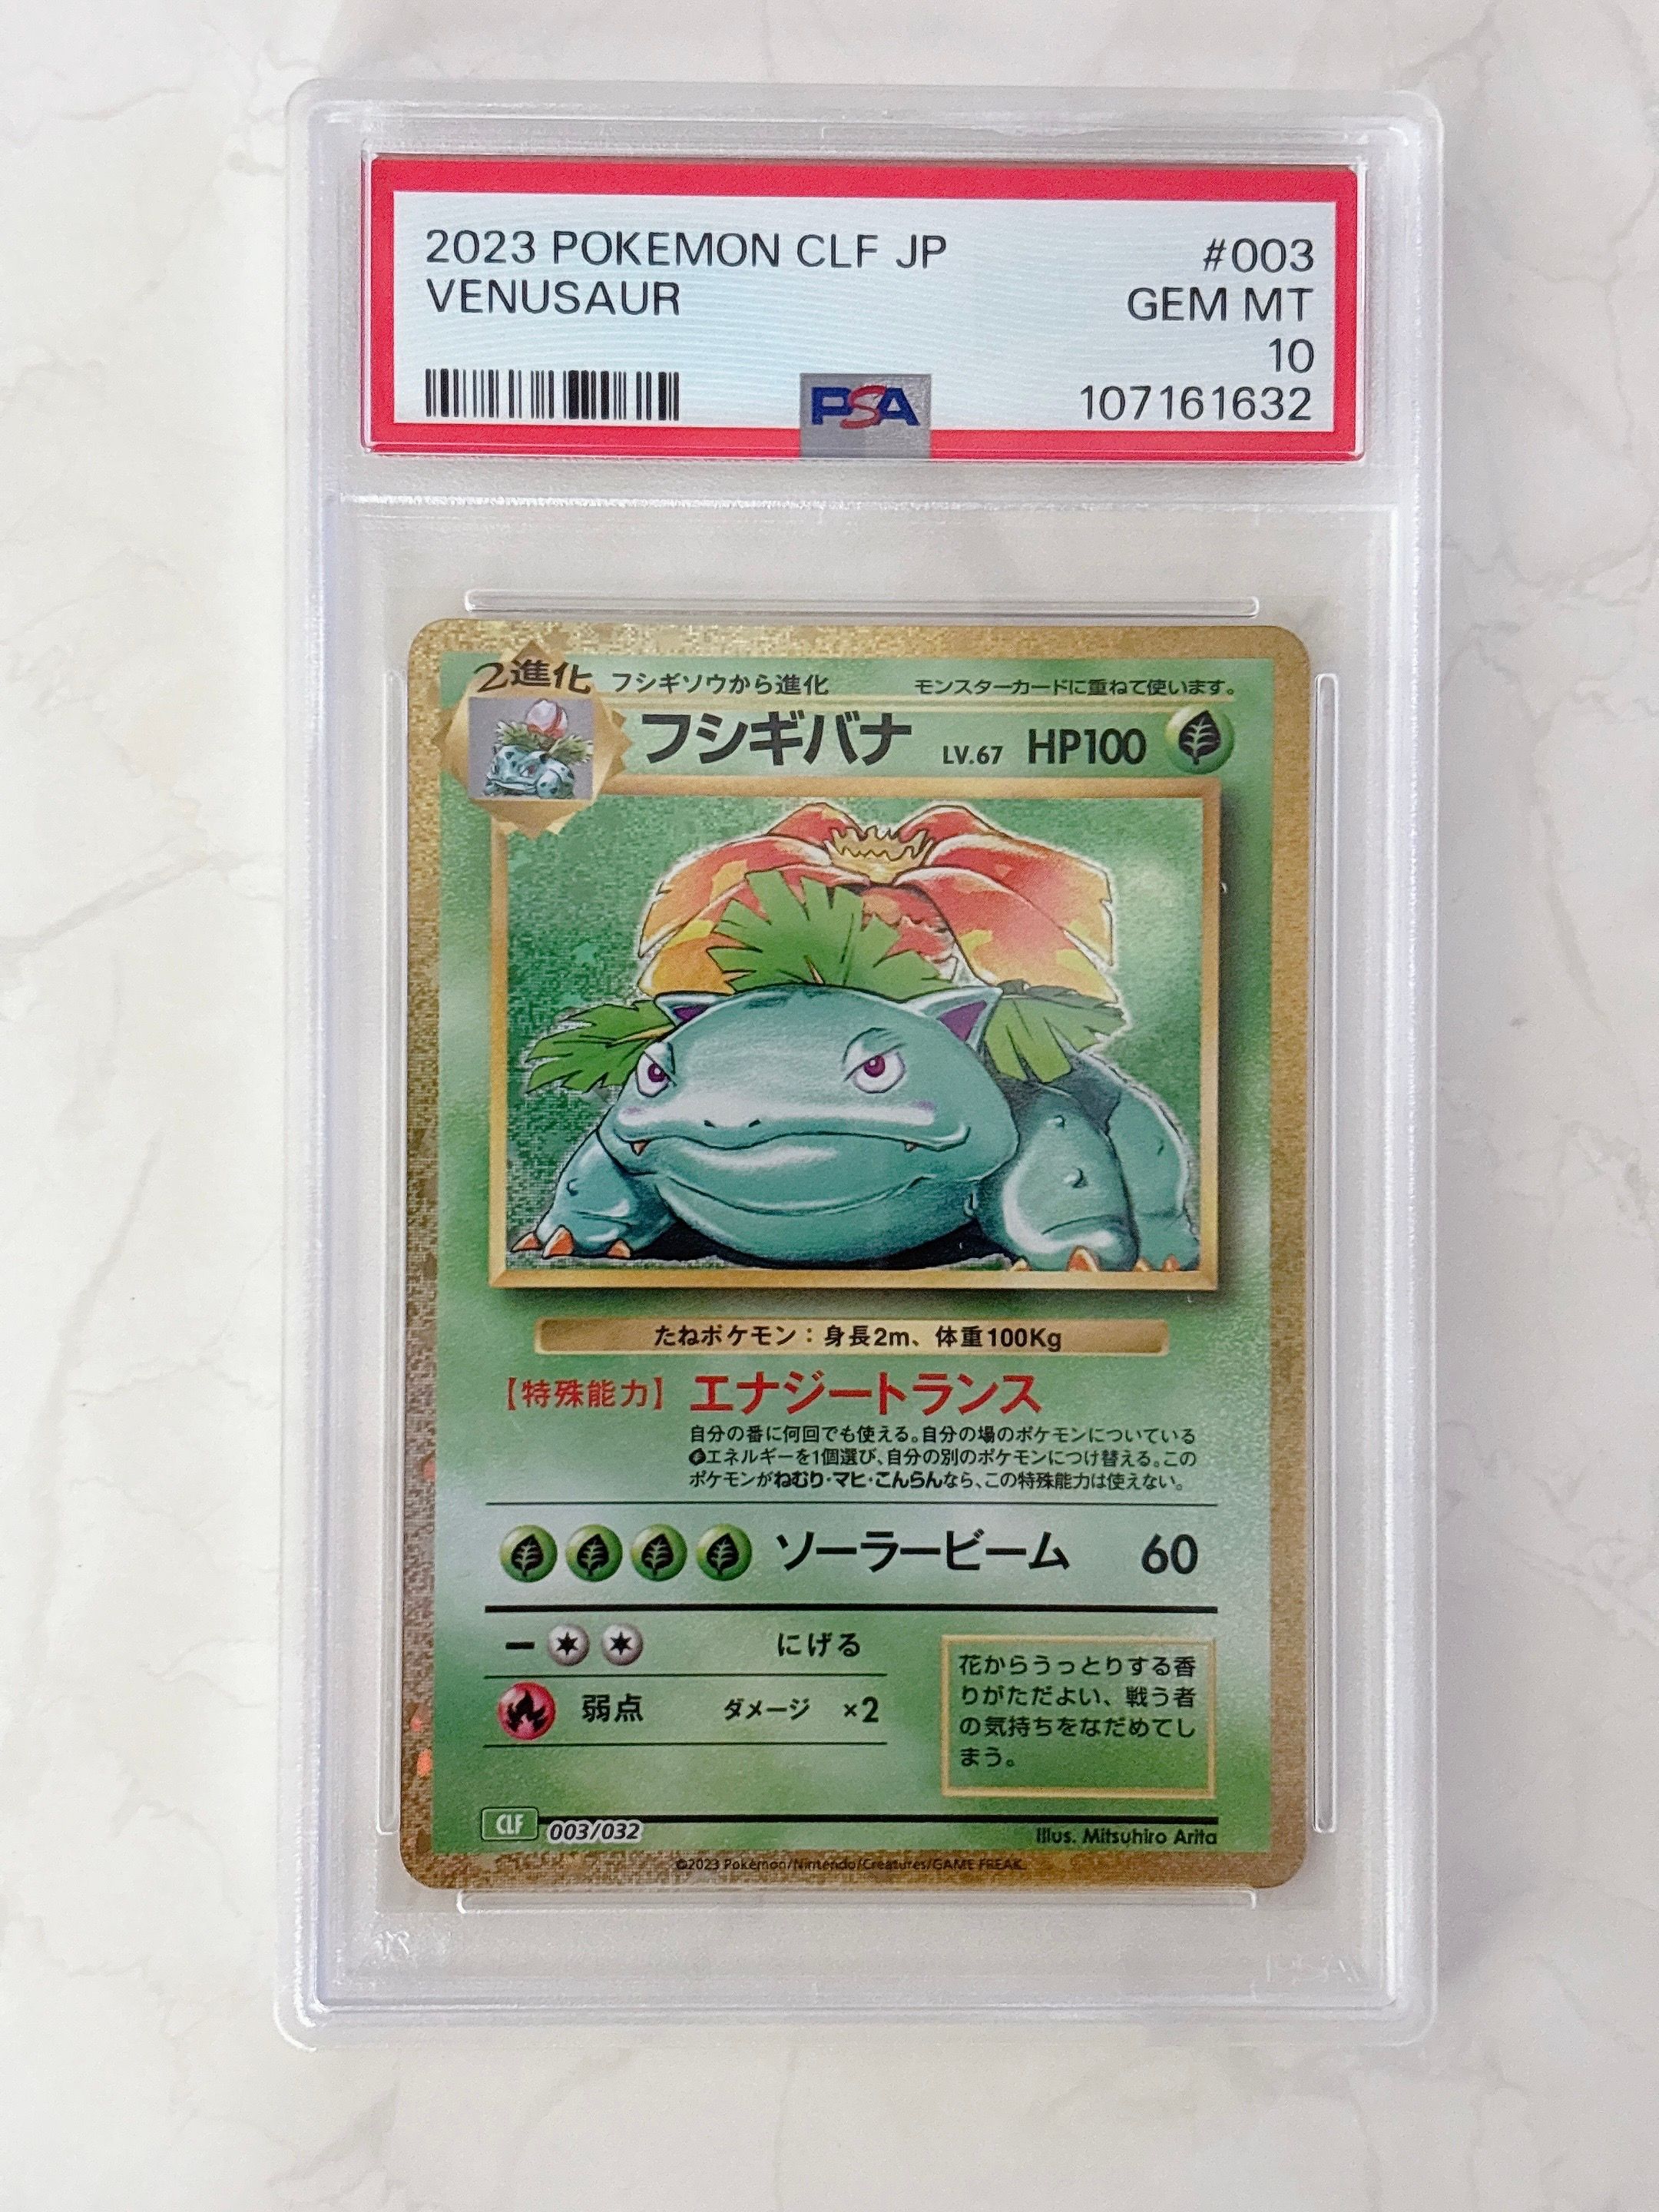 2023 POKEMON CLF JP #003
VENUSAUR GEM MT
10
PSA 107161632
2進化 フシギソウから進化 モンスターカードに重ねて使います。
フシギバナ LV.67 HP100
たねポケモン：身長2m、体重100Kg
【特殊能力】 エナジートランス
自分の番に何回でも使える。自分の場のポケモンについている
エネルギーを1個選び、自分の別のポケモンにつけ替える。この
ポケモンがねむり・マヒ・こんらんなら、この特殊能力は使えない。
ソーラービーム 60
− にげる
弱点 ダメージ ×2
花からうっとりする香
りがただよい、戦う者
の気持ちをなだめてし
まう。
CLF 003/032 Illus. Mitsuhiro Arita
©2023 Pokémon/Nintendo/Creatures/GAME FREAK.